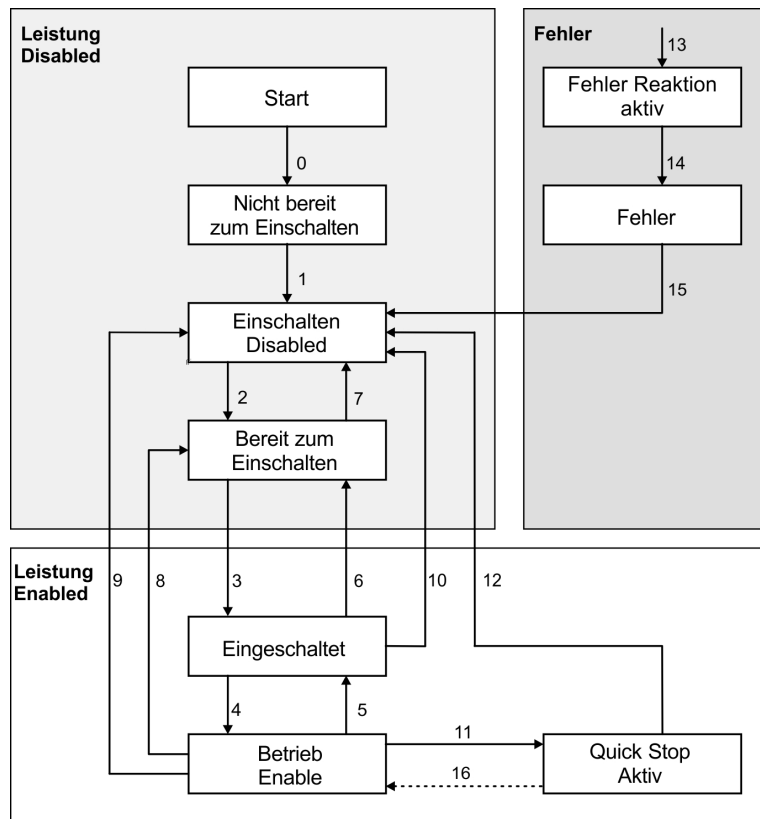 Leistung
Disabled
Fehler
13
Start
Fehler Reaktion
aktiv
0
14
Nicht bereit
zum Einschalten
Fehler
1
15
Einschalten
Disabled
2
7
Bereit zum
Einschalten
Leistung
Enabled
9
8
3
6
10
12
Eingeschaltet
4
5
11
Betrieb
Enable
16
Quick Stop
Aktiv